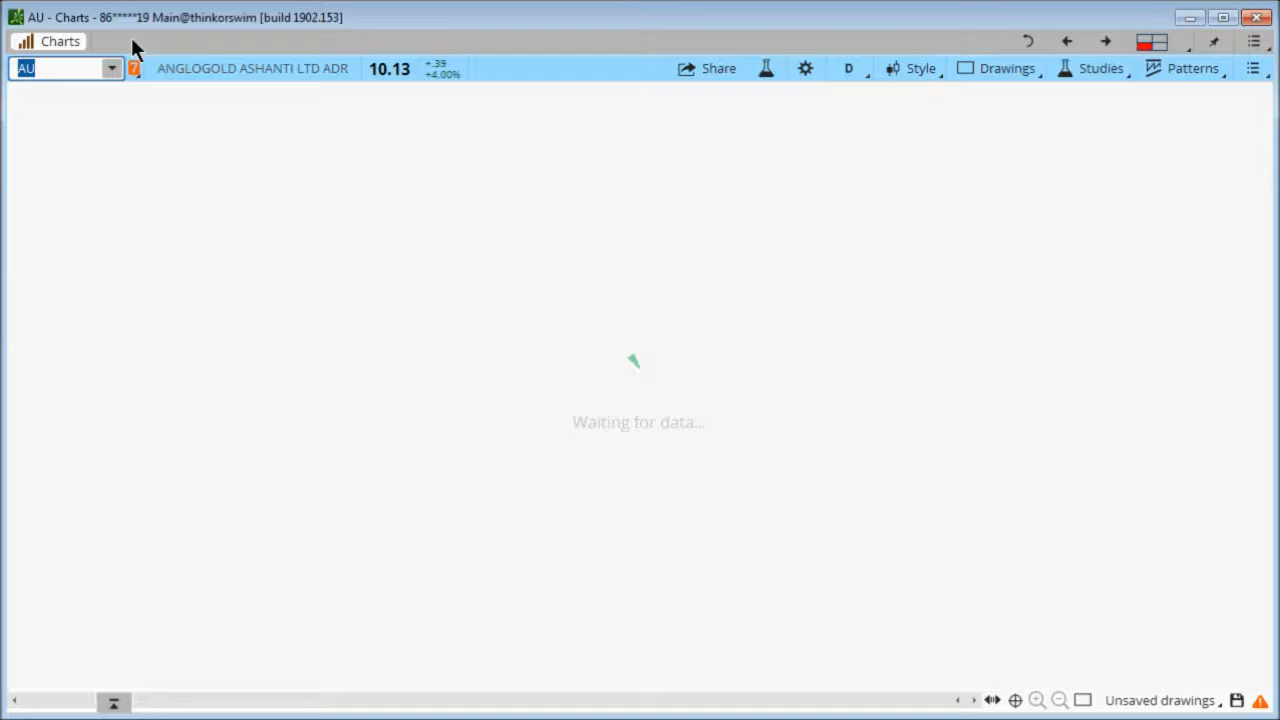 AU - Charts - 86*****19 Main@thinkorswim [build 1902.153]
Charts
AU 7 ANGLOGOLD ASHANTI LTD ADR 10.13 +.39 +4.00% Share D Style Drawings Studies Patterns
Waiting for data...
Unsaved drawings